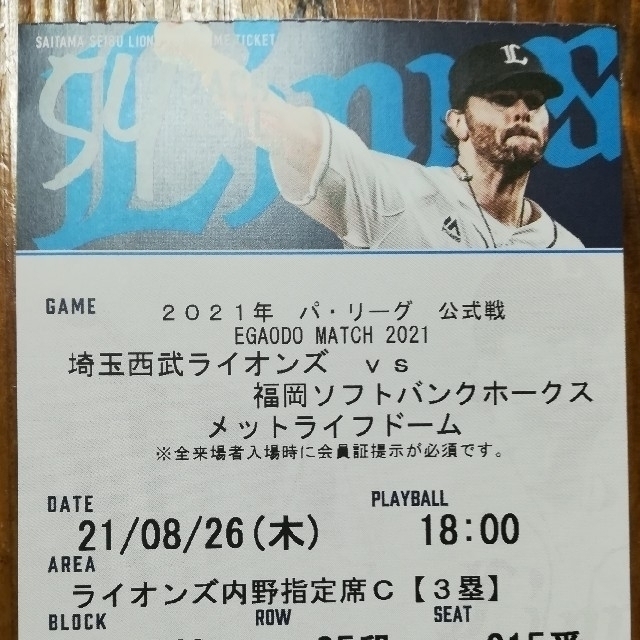 SAITAMA SEIBU LIONS GAME TICKET
54
Lions
L
GAME
２０２１年　パ・リーグ　公式戦
EGAODO MATCH 2021
埼玉西武ライオンズ　ｖｓ
福岡ソフトバンクホークス
メットライフドーム
※全来場者入場時に会員証提示が必須です。
DATE
PLAYBALL
21/08/26(木)
18:00
AREA
ライオンズ内野指定席Ｃ【３塁】
BLOCK
ROW
SEAT